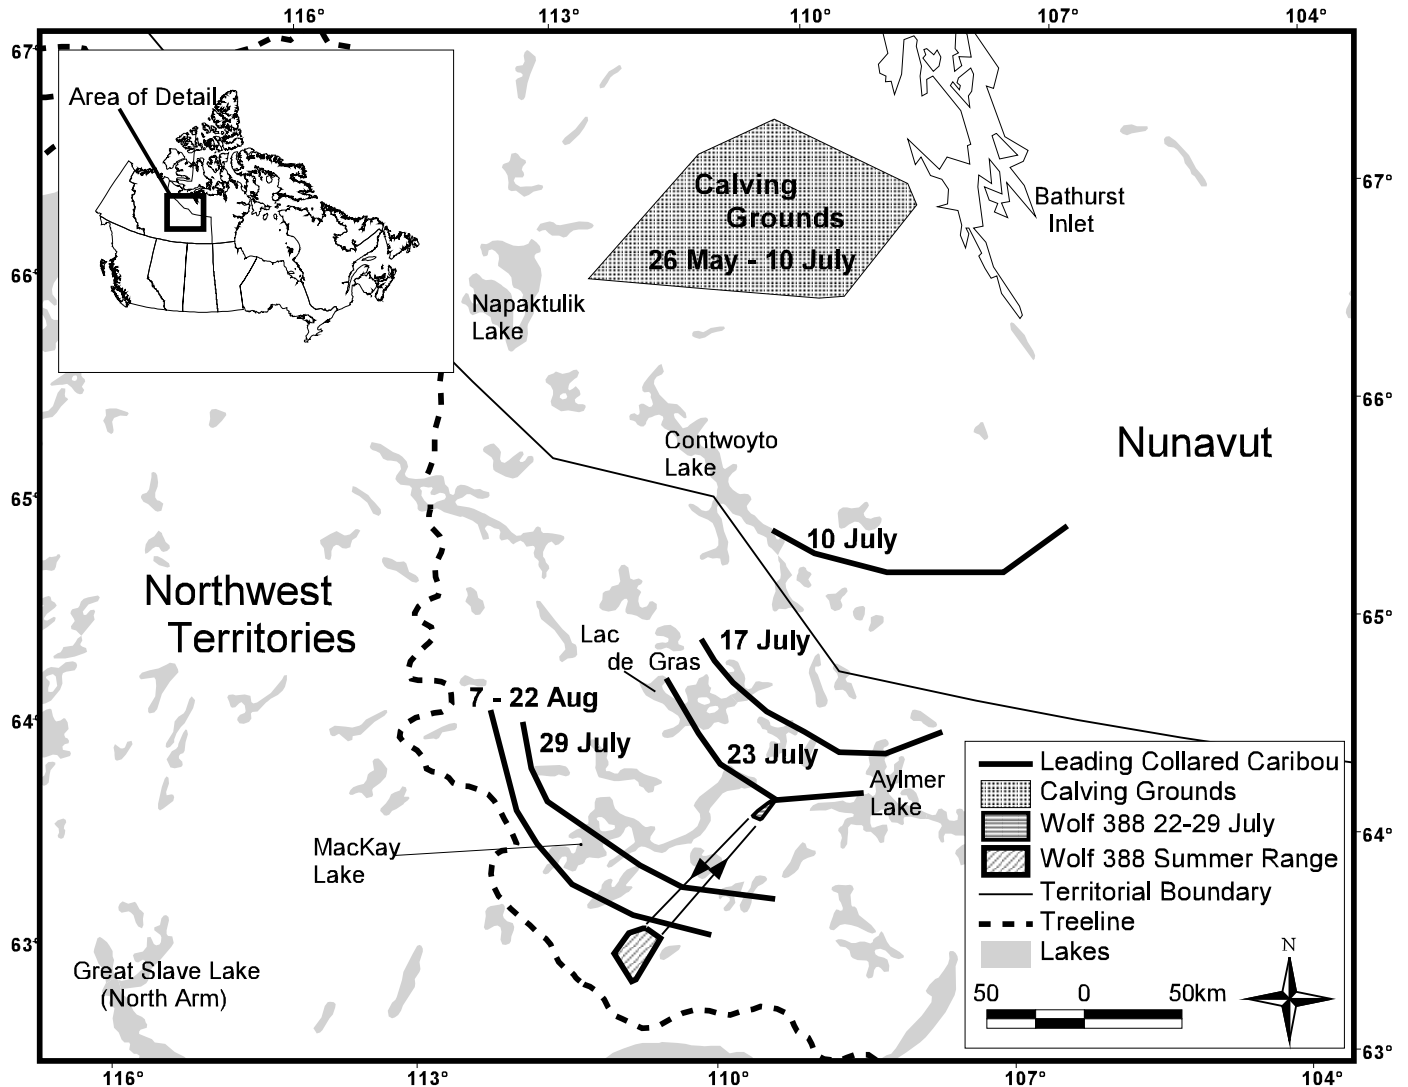 116° 113° 110° 107° 104°
67°
Area of Detail
Calving
Grounds
26 May - 10 July
67°
Bathurst
Inlet
66°
Napaktulik
Lake
66°
Contwoyto
Lake
Nunavut
65°
10 July
Northwest
Territories
65°
Lac
de Gras
17 July
7 - 22 Aug
64°
29 July
23 July
Aylmer
Lake
MacKay
Lake
64°
63°
Great Slave Lake
(North Arm)
Leading Collared Caribou
Calving Grounds
Wolf 388 22-29 July
Wolf 388 Summer Range
Territorial Boundary
Treeline
Lakes
N
50 0 50km
63°
116° 113° 110° 107° 104°